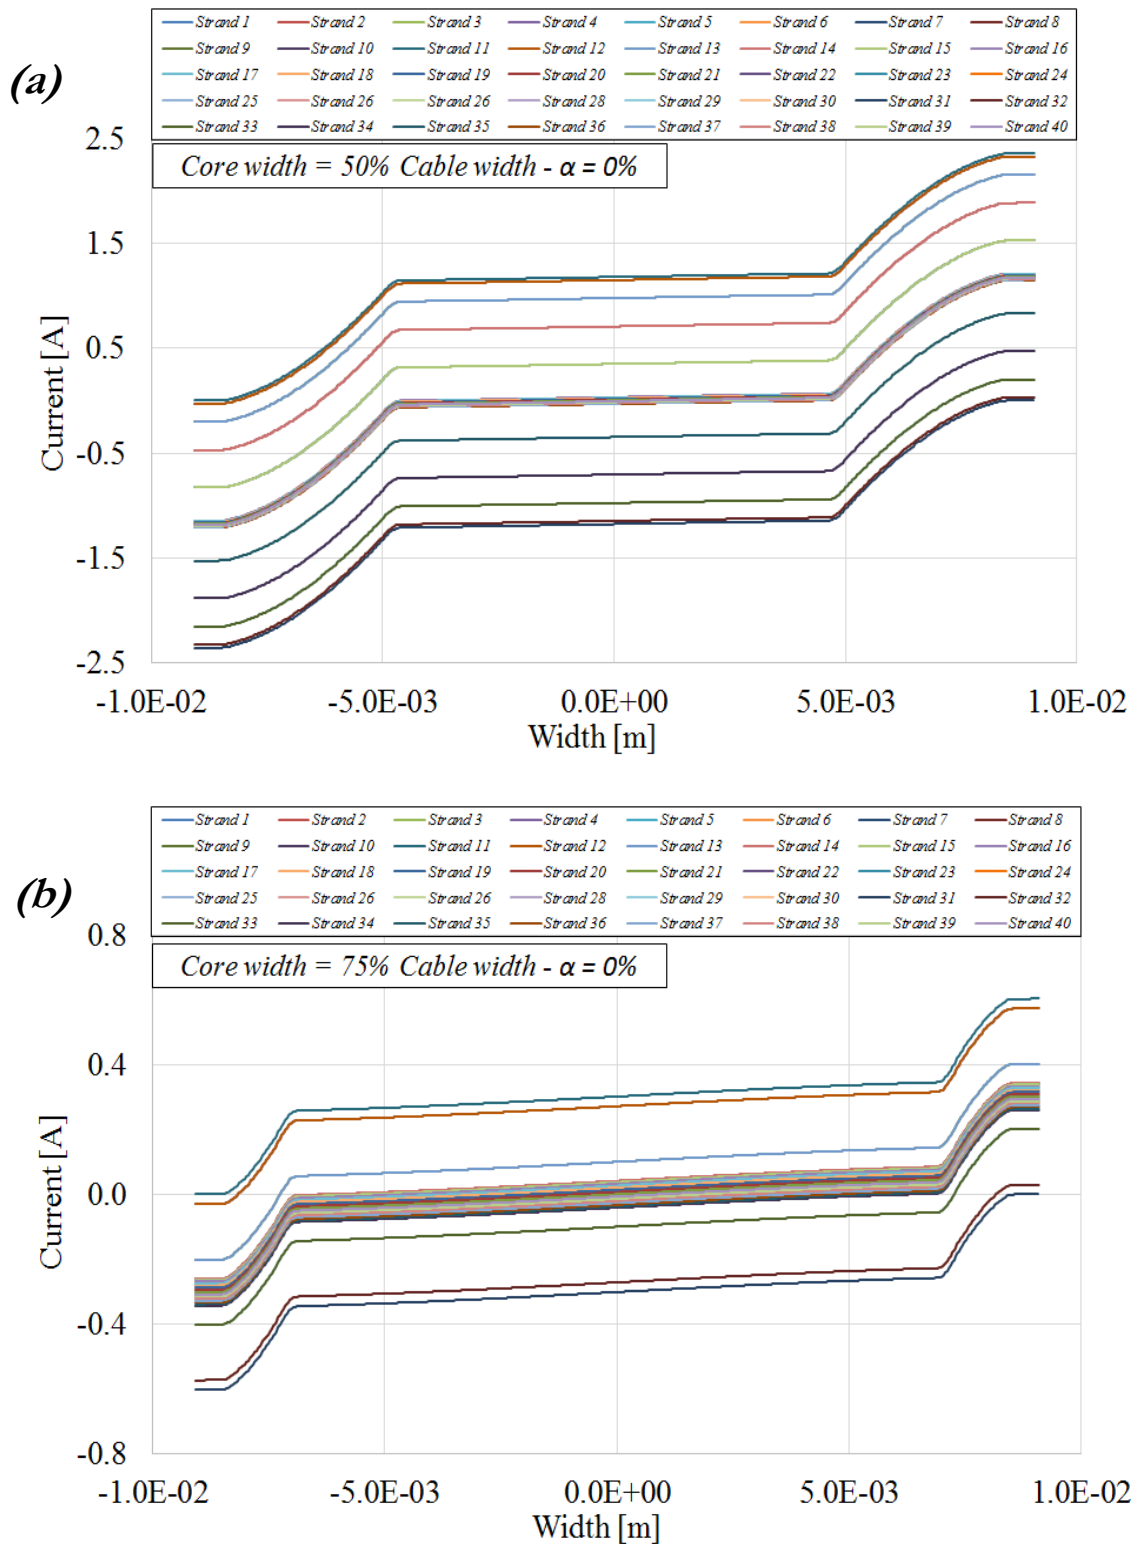 Strand 1 Strand 2 Strand 3 Strand 4 Strand 5 Strand 6 Strand 7 Strand 8
Strand 9 Strand 10 Strand 11 Strand 12 Strand 13 Strand 14 Strand 15 Strand 16
Strand 17 Strand 18 Strand 19 Strand 20 Strand 21 Strand 22 Strand 23 Strand 24
Strand 25 Strand 26 Strand 26 Strand 28 Strand 29 Strand 30 Strand 31 Strand 32
Strand 33 Strand 34 Strand 35 Strand 36 Strand 37 Strand 38 Strand 39 Strand 40
(a)
Core width = 50% Cable width - α = 0%
2.5
1.5
0.5
-0.5
-1.5
-2.5
Current [A]
-1.0E-02 -5.0E-03 0.0E+00 5.0E-03 1.0E-02
Width [m]
Strand 1 Strand 2 Strand 3 Strand 4 Strand 5 Strand 6 Strand 7 Strand 8
Strand 9 Strand 10 Strand 11 Strand 12 Strand 13 Strand 14 Strand 15 Strand 16
Strand 17 Strand 18 Strand 19 Strand 20 Strand 21 Strand 22 Strand 23 Strand 24
Strand 25 Strand 26 Strand 26 Strand 28 Strand 29 Strand 30 Strand 31 Strand 32
Strand 33 Strand 34 Strand 35 Strand 36 Strand 37 Strand 38 Strand 39 Strand 40
(b)
Core width = 75% Cable width - α = 0%
0.8
0.4
0.0
-0.4
-0.8
Current [A]
-1.0E-02 -5.0E-03 0.0E+00 5.0E-03 1.0E-02
Width [m]